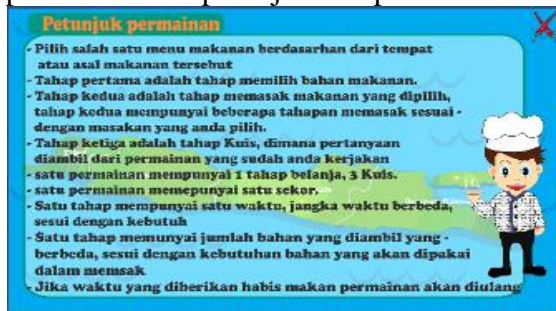 Petunjuk permainan
- Pilih salah satu menu makanan berdasarkan dari tempat
atau asal makanan tersebut
- Tahap pertama adalah tahap memilih bahan makanan.
- Tahap kedua adalah tahap memasak makanan yang dipilih,
tahap kedua mempunyai beberapa tahapan memasak sesuai -
dengan masakan yang anda pilih.
- Tahap ketiga adalah tahap Kuis, dimana pertanyaan
diambil dari permainan yang sudah anda kerjakan
- satu permainan mempunyai 1 tahap belanja, 3 Kuis.
- satu permainan memepunyai satu sekor.
- Satu tahap mempunyai satu waktu, jangka waktu berbeda,
sesui dengan kebutuh
- Satu tahap memunyai jumlah bahan yang diambil yang -
berbeda, sesui dengan kebutuhan bahan yang akan dipakai
dalam memsak
- Jika waktu yang diberikan habis makan permainan akan diulang